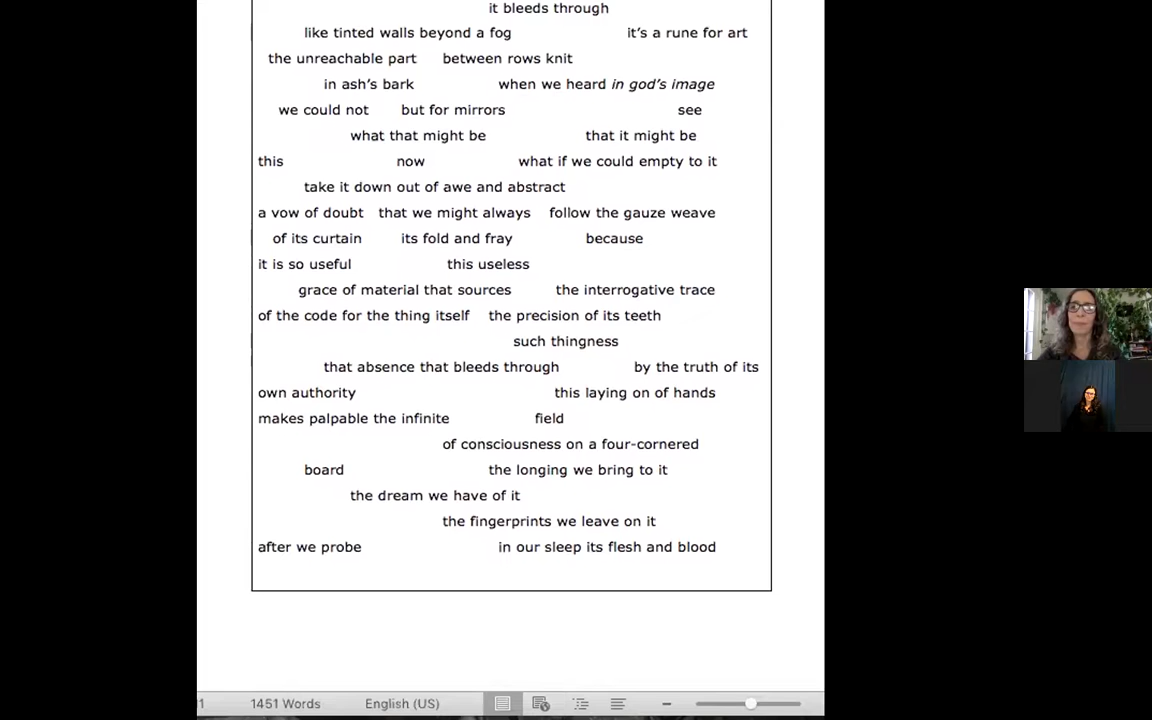 it bleeds through
like tinted walls beyond a fog it's a rune for art
the unreachable part between rows knit
in ash's bark when we heard in god's image
we could not but for mirrors see
what that might be that it might be
this now what if we could empty to it
take it down out of awe and abstract
a vow of doubt that we might always follow the gauze weave
of its curtain its fold and fray because
it is so useful this useless
grace of material that sources the interrogative trace
of the code for the thing itself the precision of its teeth
such thingness
that absence that bleeds through by the truth of its
own authority this laying on of hands
makes palpable the infinite field
of consciousness on a four-cornered
board the longing we bring to it
the dream we have of it
the fingerprints we leave on it
after we probe in our sleep its flesh and blood
1451 Words English (US)